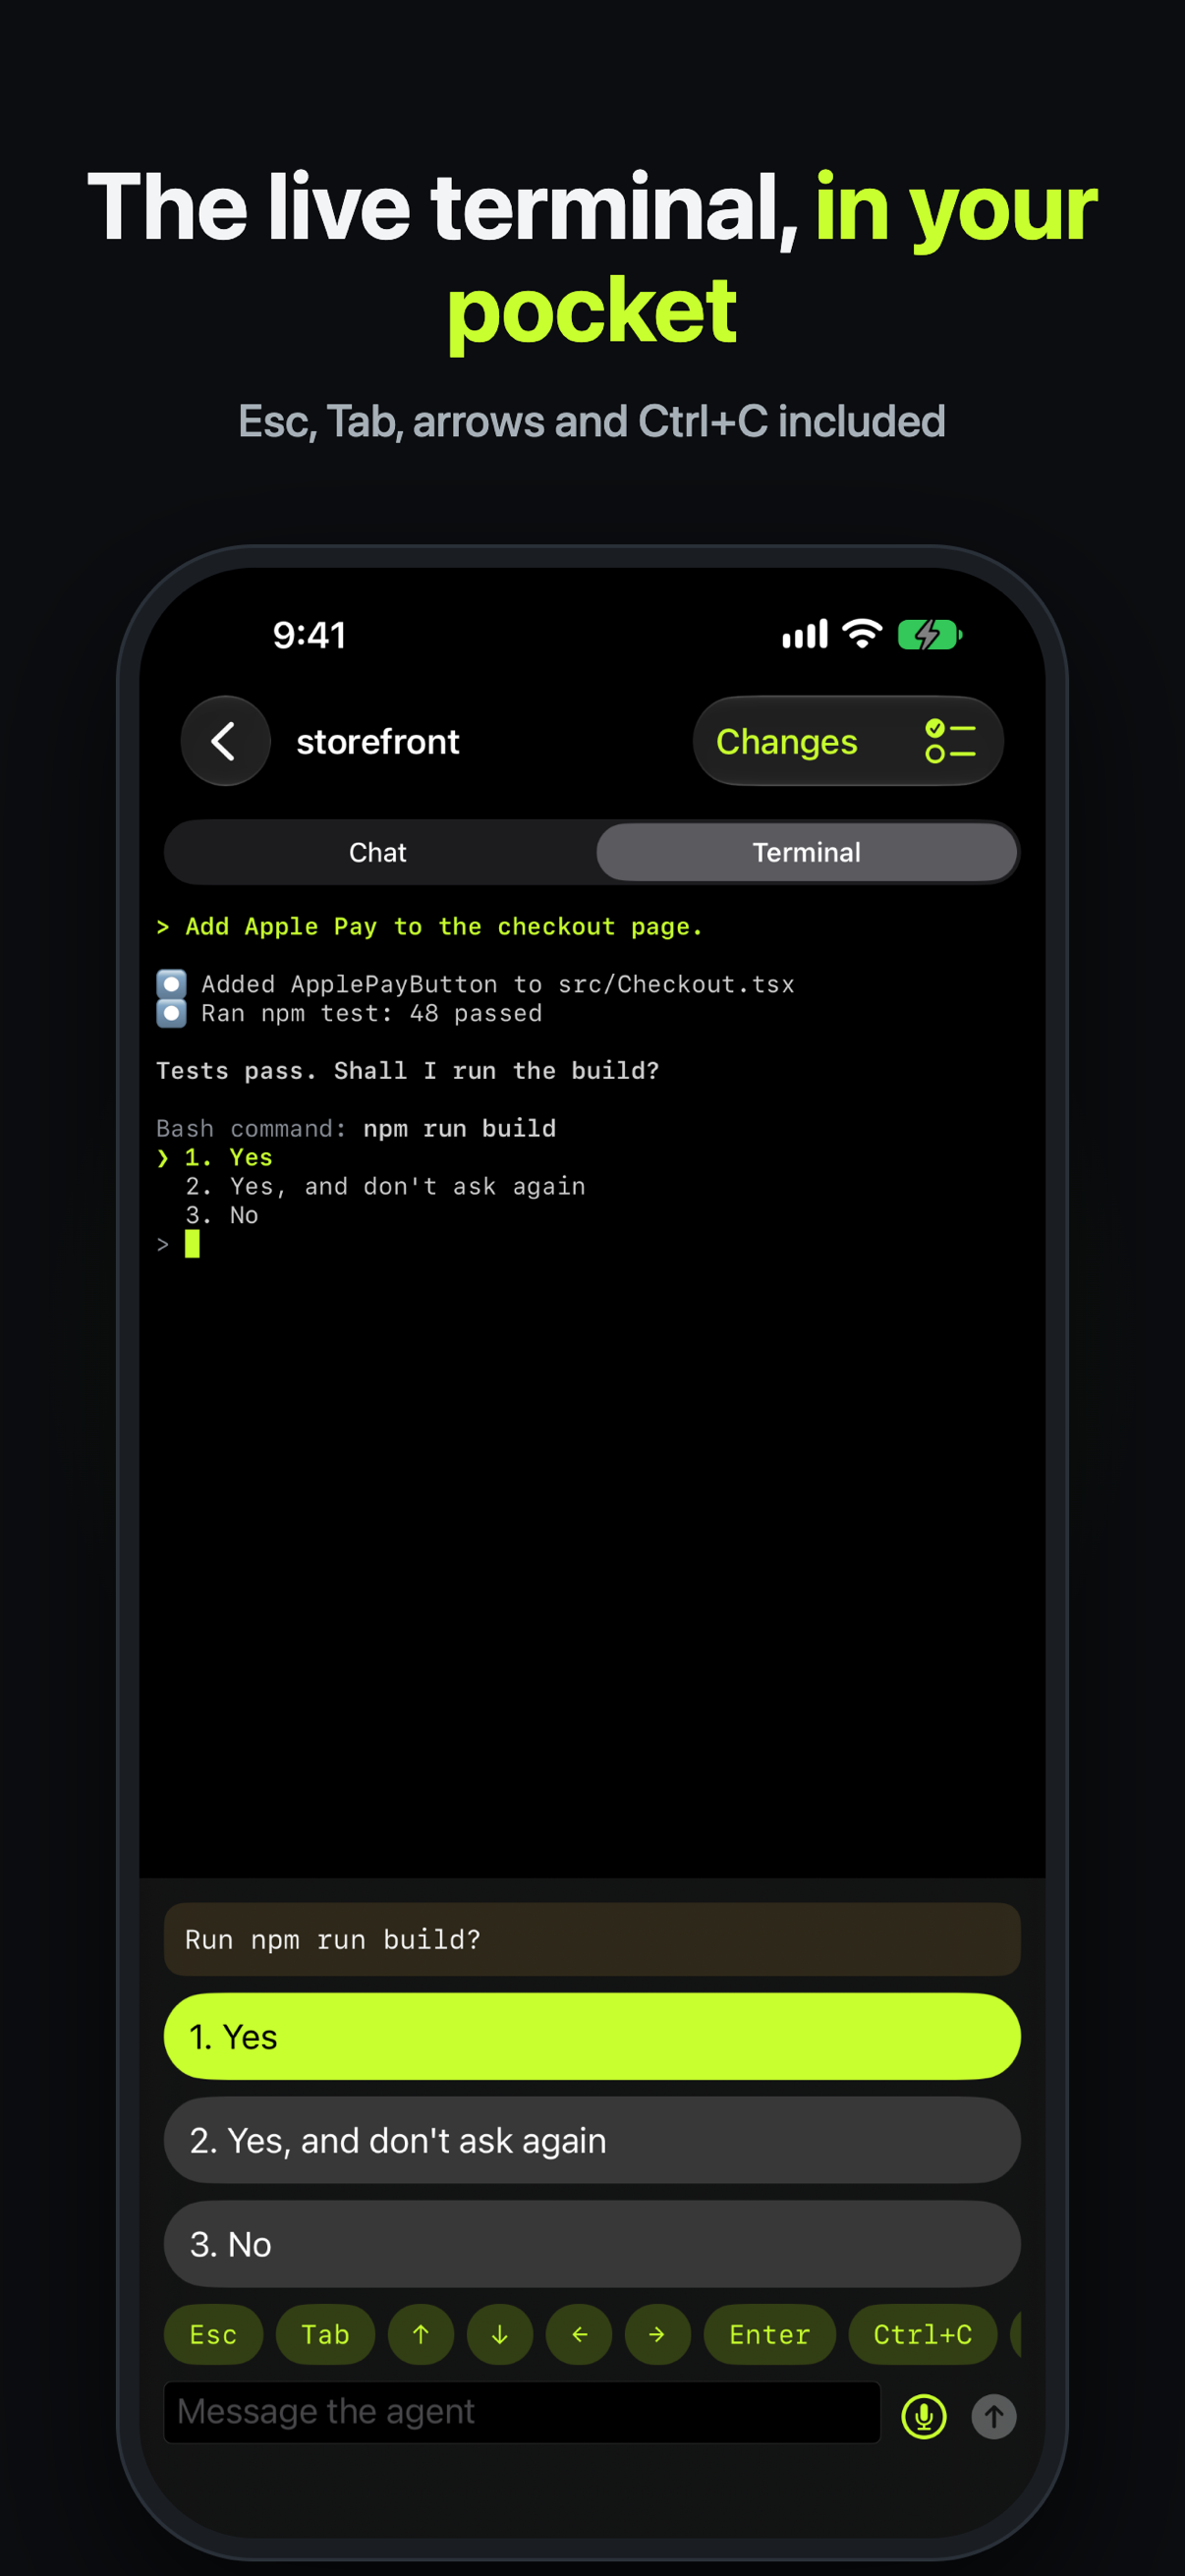 The live terminal, in your
pocket
Esc, Tab, arrows and Ctrl+C included
9:41
storefront
Changes
Chat
Terminal
> Add Apple Pay to the checkout page.
⏺ Added ApplePayButton to src/Checkout.tsx
⏺ Ran npm test: 48 passed
Tests pass. Shall I run the build?
Bash command: npm run build
❯ 1. Yes
2. Yes, and don't ask again
3. No
>
Run npm run build?
1. Yes
2. Yes, and don't ask again
3. No
Esc Tab ↑ ↓ ← → Enter Ctrl+C
Message the agent